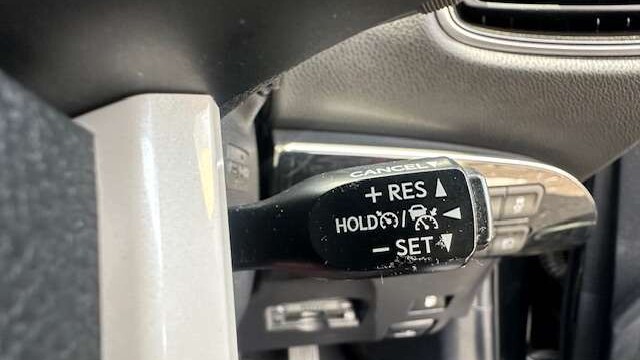 CANCEL
+ RES ▲
HOLD / ◀
− SET ▼